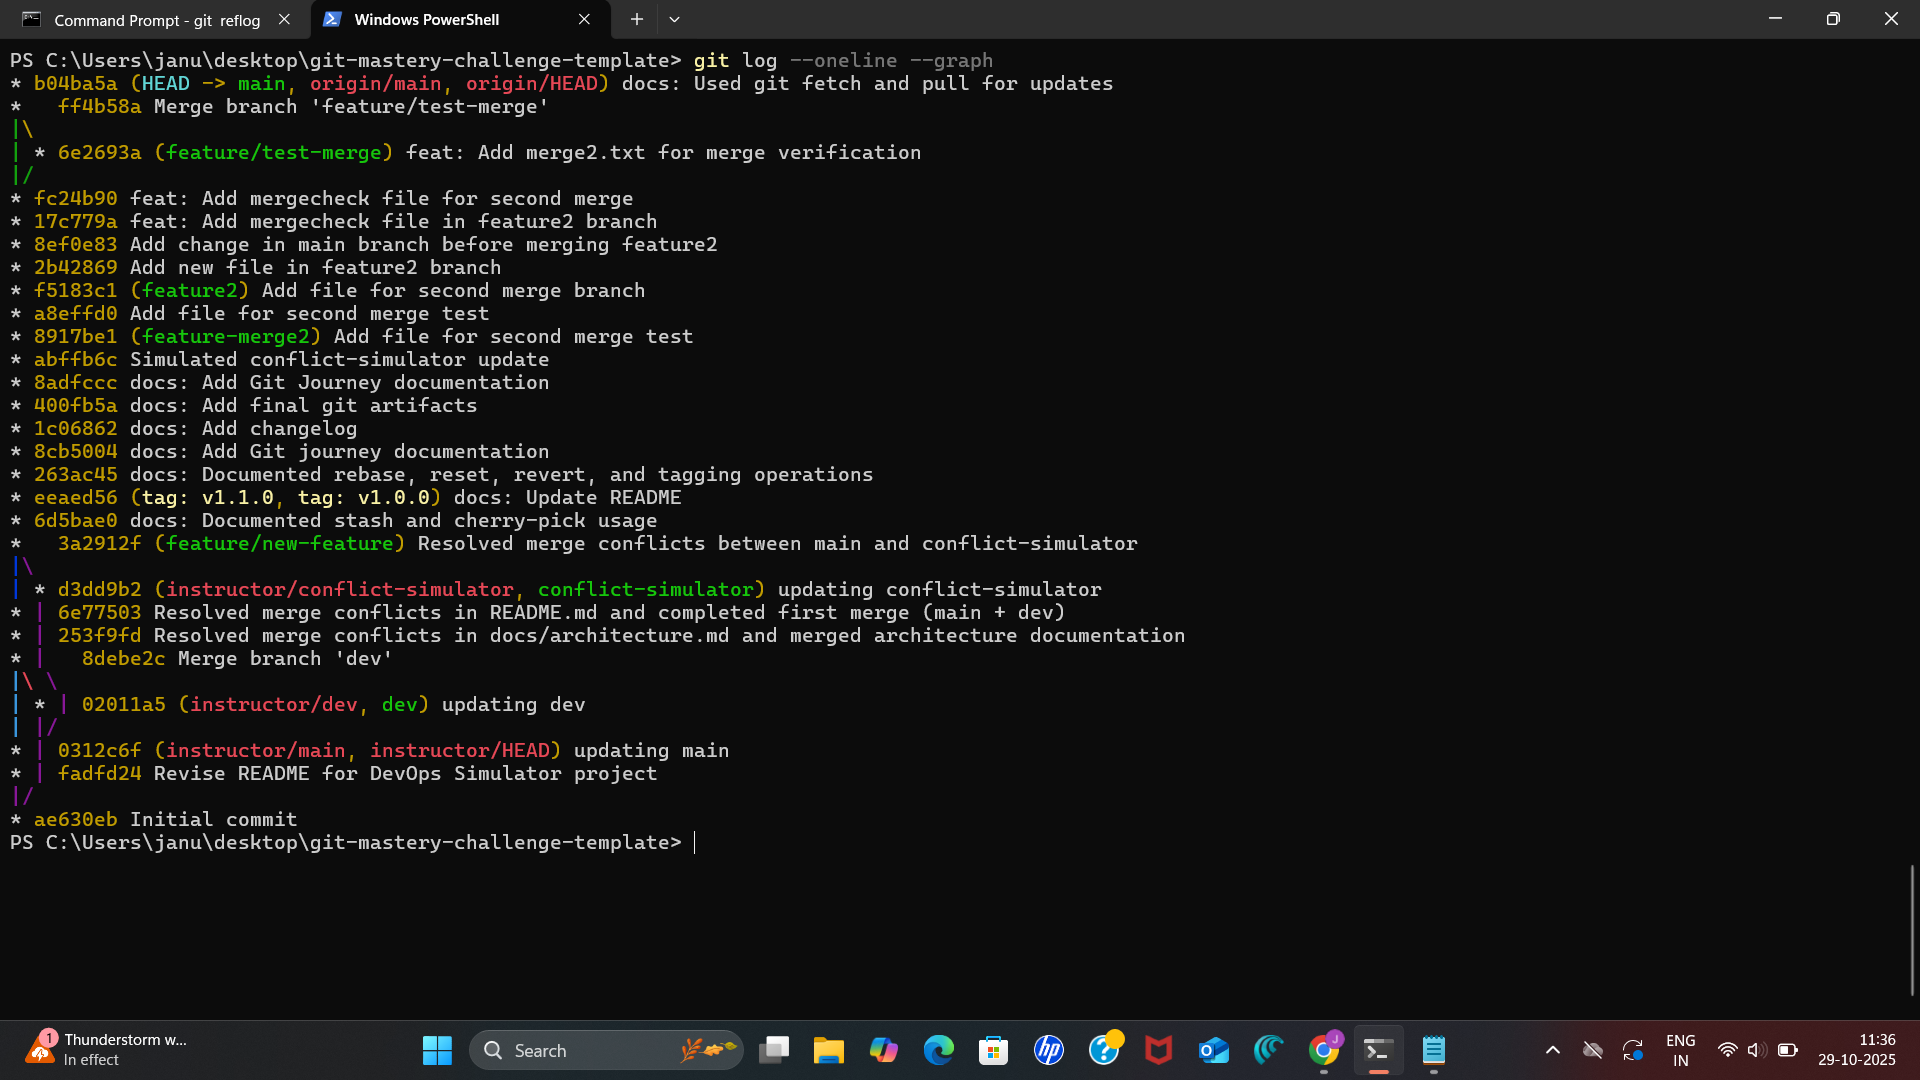 Command Prompt - git  reflog
Windows PowerShell
PS C:\Users\janu\desktop\git-mastery-challenge-template> git log --oneline --graph
* b04ba5a (HEAD -> main, origin/main, origin/HEAD) docs: Used git fetch and pull for updates
*   ff4b58a Merge branch 'feature/test-merge'
|\
| * 6e2693a (feature/test-merge) feat: Add merge2.txt for merge verification
|/
* fc24b90 feat: Add mergecheck file for second merge
* 17c779a feat: Add mergecheck file in feature2 branch
* 8ef0e83 Add change in main branch before merging feature2
* 2b42869 Add new file in feature2 branch
* f5183c1 (feature2) Add file for second merge branch
* a8effd0 Add file for second merge test
* 8917be1 (feature-merge2) Add file for second merge test
* abffb6c Simulated conflict-simulator update
* 8adfccc docs: Add Git Journey documentation
* 400fb5a docs: Add final git artifacts
* 1c06862 docs: Add changelog
* 8cb5004 docs: Add Git journey documentation
* 263ac45 docs: Documented rebase, reset, revert, and tagging operations
* eeaed56 (tag: v1.1.0, tag: v1.0.0) docs: Update README
* 6d5bae0 docs: Documented stash and cherry-pick usage
*   3a2912f (feature/new-feature) Resolved merge conflicts between main and conflict-simulator
|\
| * d3dd9b2 (instructor/conflict-simulator, conflict-simulator) updating conflict-simulator
* | 6e77503 Resolved merge conflicts in README.md and completed first merge (main + dev)
* | 253f9fd Resolved merge conflicts in docs/architecture.md and merged architecture documentation
* |   8debe2c Merge branch 'dev'
|\ \
| * | 02011a5 (instructor/dev, dev) updating dev
| |/
* | 0312c6f (instructor/main, instructor/HEAD) updating main
* | fadfd24 Revise README for DevOps Simulator project
|/
* ae630eb Initial commit
PS C:\Users\janu\desktop\git-mastery-challenge-template>
1
Thunderstorm w...
In effect
Search
hp
J
ENG
IN
11:36
29-10-2025